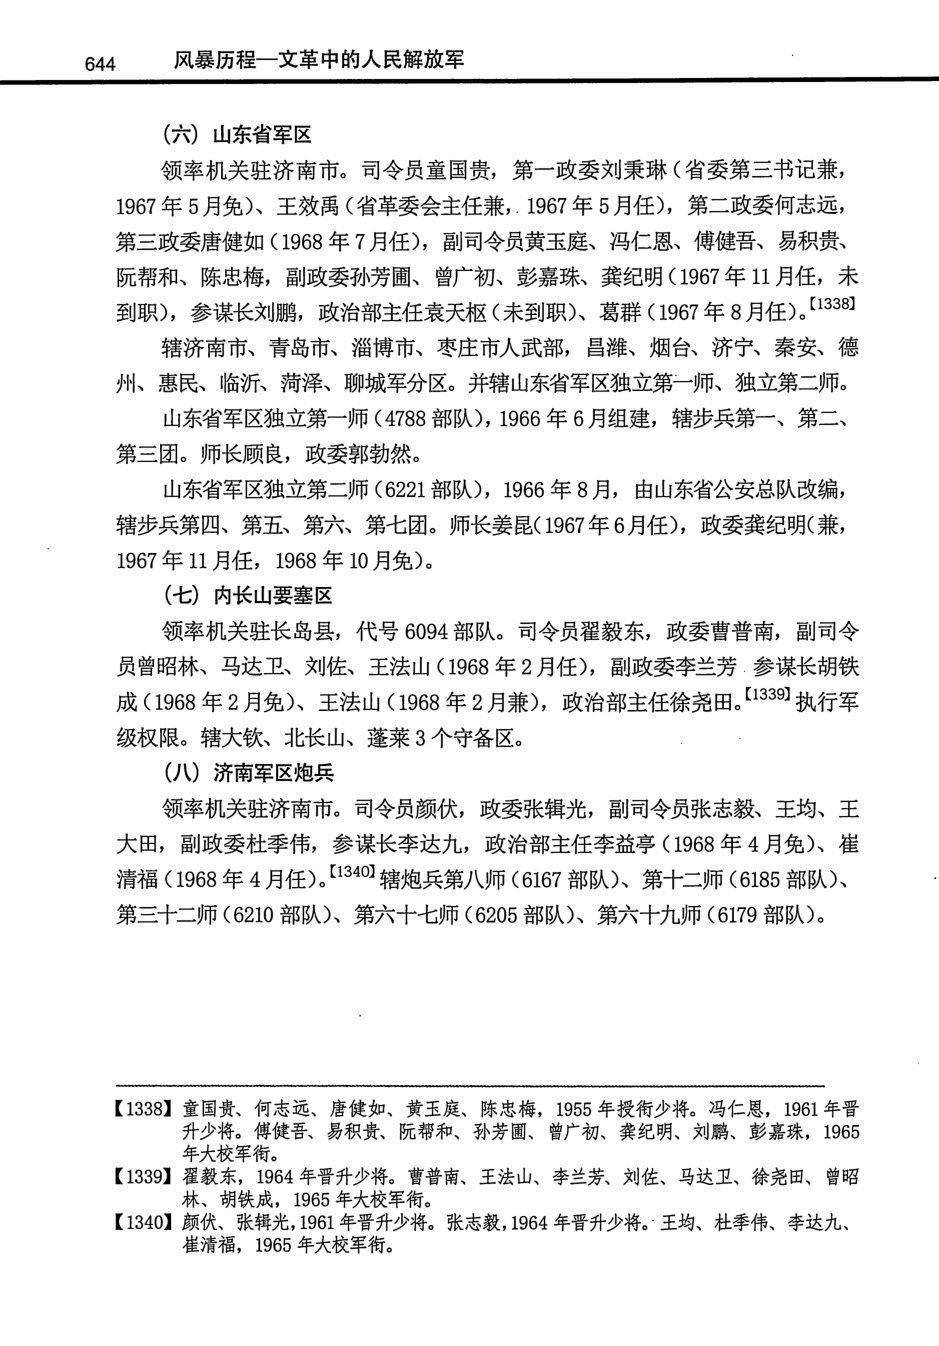 644 风暴历程—文革中的人民解放军
(六) 山东省军区
领率机关驻济南市。司令员童国贵，第一政委刘秉琳(省委第三书记兼，
1967 年 5月免)、王效禹(省革委会主任兼，1967 年 5月任)，第二政委何志远，
第三政委唐健如(1968 年 7月任)，副司令员黄玉庭、冯仁恩、傅健吾、易积贵、
阮帮和、陈忠梅，副政委孙芳圃、曾广初、彭嘉珠、龚纪明(1967 年 11 月任，未
到职)，参谋长刘鹏，政治部主任袁天枢(未到职)、葛群(1967 年 8月任)。【1338】
辖济南市、青岛市、淄博市、枣庄市人武部，昌潍、烟台、济宁、秦安、德
州、惠民、临沂、菏泽、聊城军分区。并辖山东省军区独立第一师、独立第二师。
山东省军区独立第一师(4788 部队)，1966 年 6月组建，辖步兵第一、第二、
第三团。师长顾良，政委郭勃然。
山东省军区独立第二师(6221 部队)，1966 年 8月，由山东省公安总队改编，
辖步兵第四、第五、第六、第七团。师长姜昆(1967年 6月任)，政委龚纪明(兼，
1967 年 11 月任，1968 年 10 月免)。
(七) 内长山要塞区
领率机关驻长岛县，代号 6094 部队。司令员翟毅东，政委曹普南，副司令
员曾昭林、马达卫、刘佐、王法山(1968 年 2月任)，副政委李兰芳 参谋长胡铁
成(1968 年 2月免)、王法山(1968 年 2月兼)，政治部主任徐尧田。【1339】执行军
级权限。辖大钦、北长山、蓬莱 3 个守备区。
(八) 济南军区炮兵
领率机关驻济南市。司令员颜伏，政委张辑光，副司令员张志毅、王均、王
大田，副政委杜季伟，参谋长李达九，政治部主任李益亭(1968 年 4月免)、崔
清福(1968 年 4月任)。【1340】辖炮兵第八师(6167 部队)、第十二师(6185 部队)、
第三十二师(6210 部队)、第六十七师(6205 部队)、第六十九师(6179 部队)。
【1338】童国贵、何志远、唐健如、黄玉庭、陈忠梅，1955 年授衔少将。冯仁恩，1961 年晋
升少将。傅健吾、易积贵、阮帮和、孙芳圃、曾广初、龚纪明、刘鹏、彭嘉珠，1965
年大校军衔。
【1339】翟毅东，1964 年晋升少将。曹普南、王法山、李兰芳、刘佐、马达卫、徐尧田、曾昭
林、胡铁成，1965 年大校军衔。
【1340】颜伏、张辑光，1961 年晋升少将。张志毅，1964 年晋升少将。王均、杜季伟、李达九、
崔清福，1965 年大校军衔。